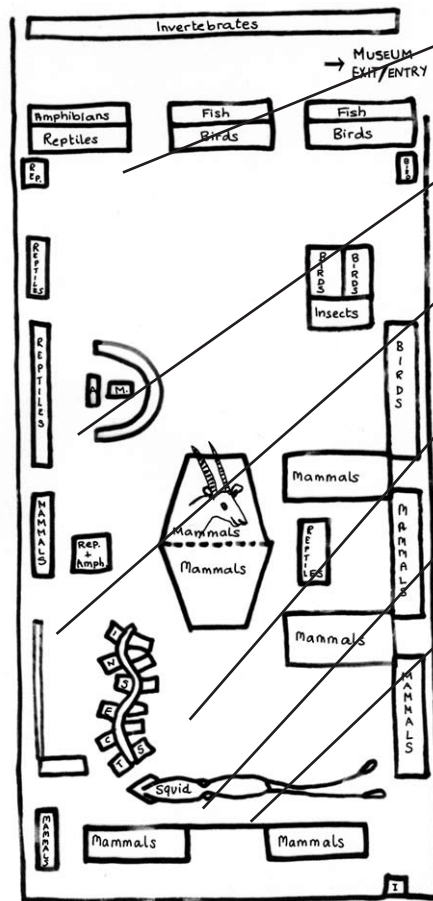 Invertebrates
→ MUSEUM
EXIT/ENTRY
Amphibians
Fish
Fish
Reptiles
Birds
Birds
REP.
BIRD
REPTILES
BIRDS
BIRDS
Insects
REPTILES
BIRDS
A
M.
Mammals
Mammals
Mammals
MAMMALS
Rep.
+
Amph.
REPTILES
MAMMALS
Mammals
INSECTS
MAMMALS
Squid
MAMMALS
Mammals
Mammals
I